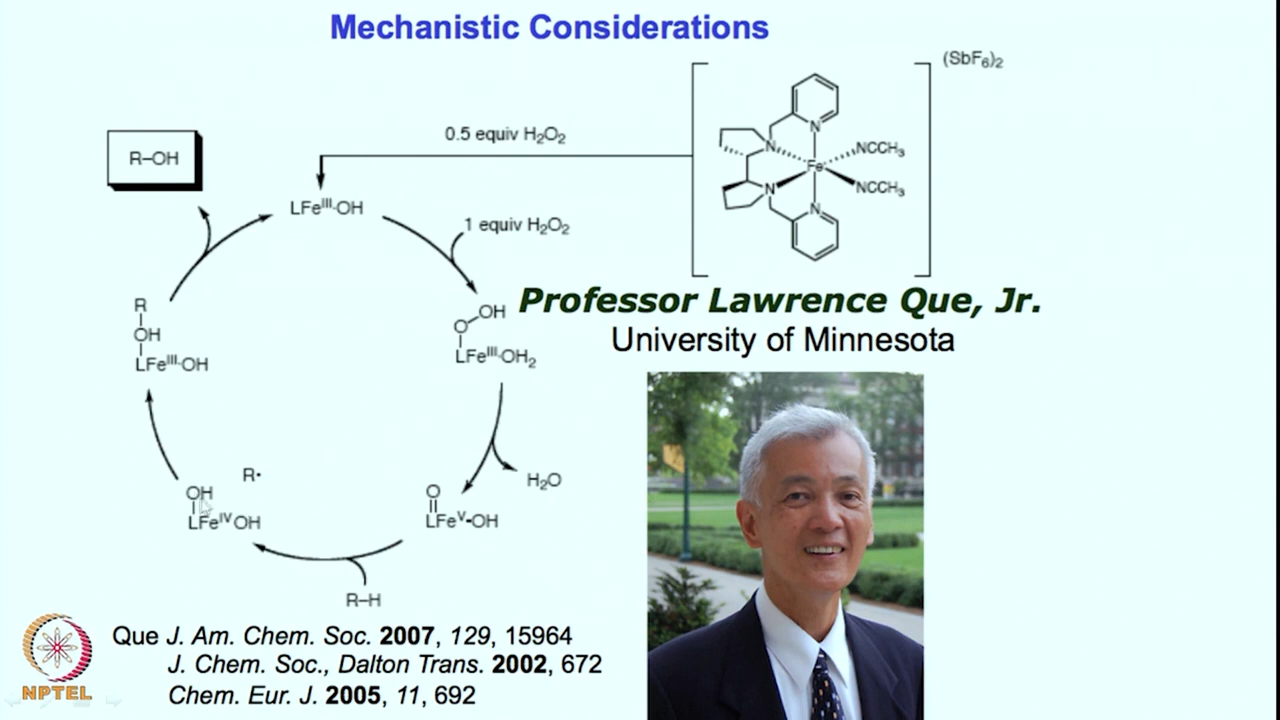 Mechanistic Considerations
(SbF₆)₂
N
N
Fe
NCCH₃
N
NCCH₃
N
0.5 equiv H₂O₂
R–OH
LFeᴵᴵᴵ·OH
1 equiv H₂O₂
R
OH
LFeᴵᴵᴵ·OH
OH
O
LFeᴵᴵᴵ·OH₂
Professor Lawrence Que, Jr.
University of Minnesota
R·
OH
LFeᴵⱽOH
O
LFeⱽ-OH
H₂O
R–H
Que J. Am. Chem. Soc. 2007, 129, 15964
J. Chem. Soc., Dalton Trans. 2002, 672
Chem. Eur. J. 2005, 11, 692
NPTEL